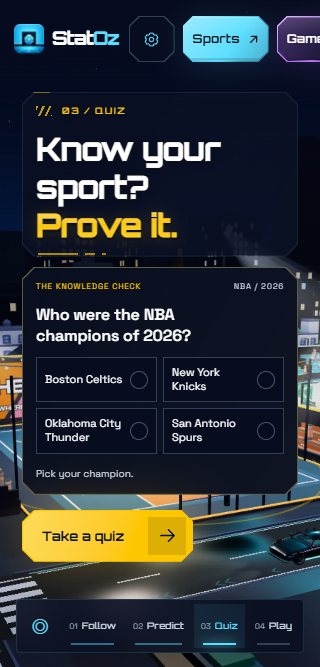 StatOz
Sports
Game
03 / QUIZ
Know your
sport?
Prove it.
THE KNOWLEDGE CHECK
NBA / 2026
Who were the NBA
champions of 2026?
Boston Celtics
New York
Knicks
Oklahoma City
Thunder
San Antonio
Spurs
Pick your champion.
Take a quiz
01 Follow
02 Predict
03 Quiz
04 Play